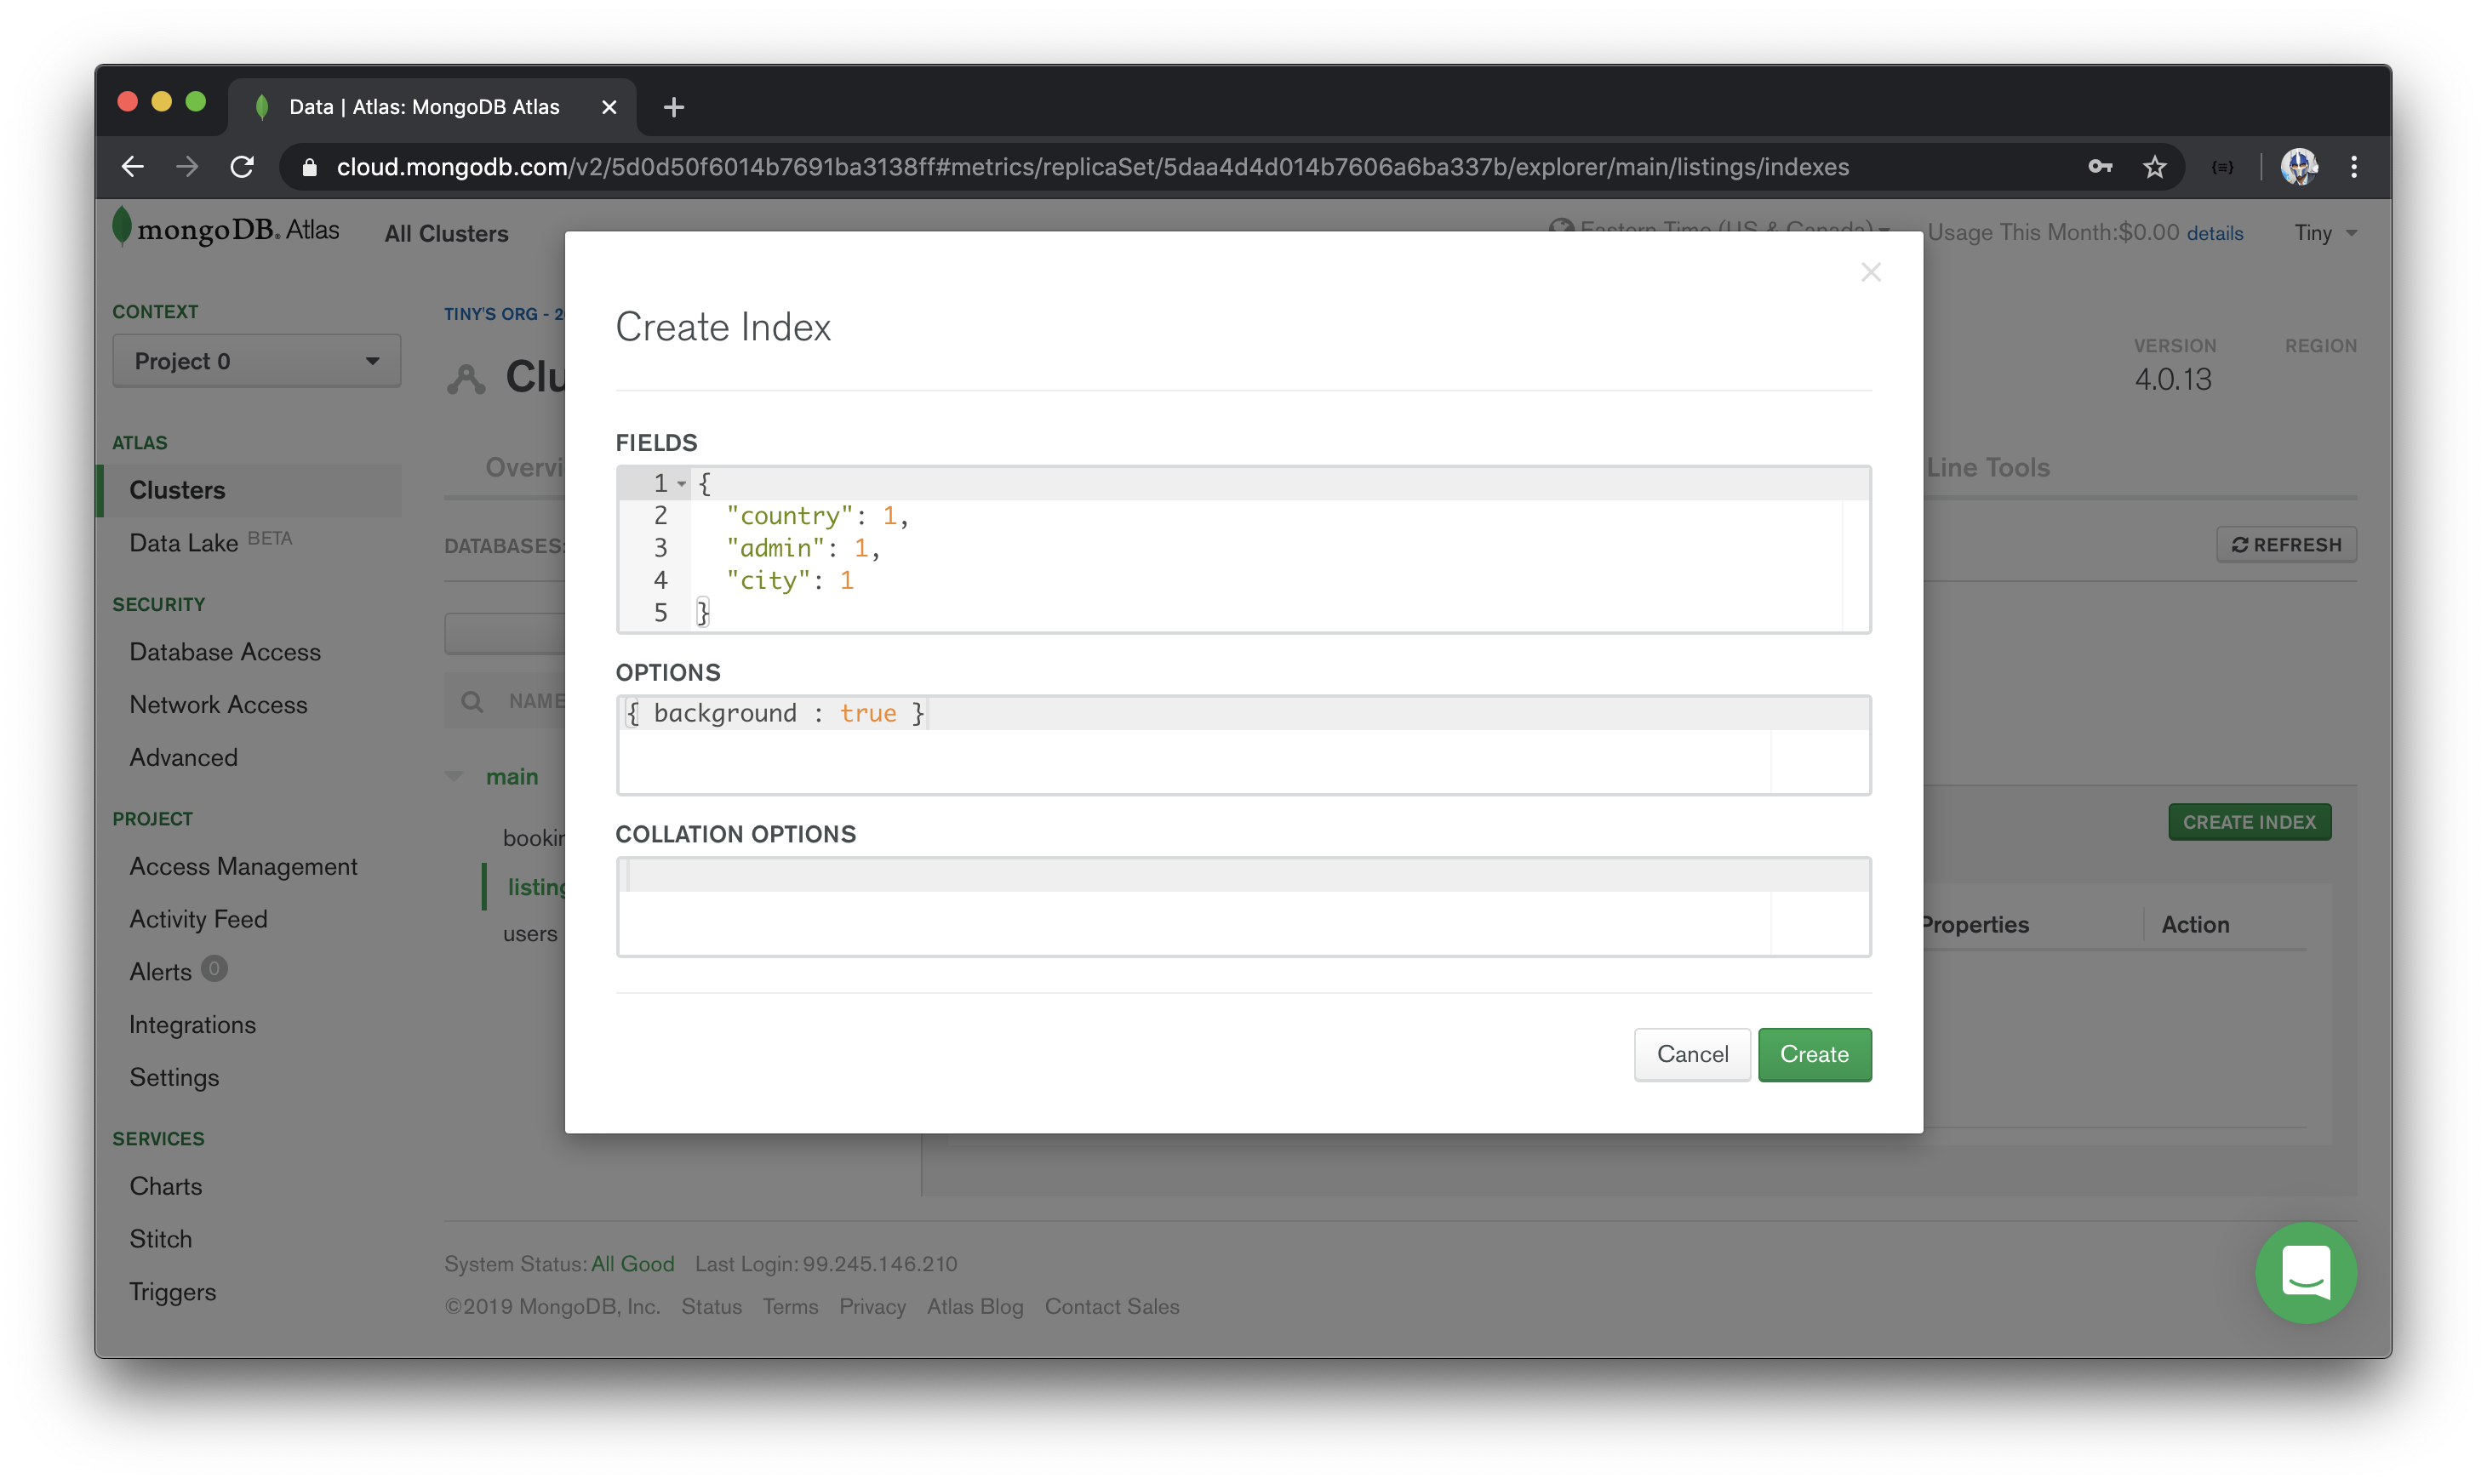 Data | Atlas: MongoDB Atlas
cloud.mongodb.com/v2/5d0d50f6014b7691ba3138ff#metrics/replicaSet/5daa4d4d014b7606a6ba337b/explorer/main/listings/indexes
mongoDB. Atlas
All Clusters
Eastern Time (US & Canada)
Usage This Month:$0.00 details
Tiny
CONTEXT
Project 0
ATLAS
Clusters
Data Lake BETA
SECURITY
Database Access
Network Access
Advanced
PROJECT
Access Management
Activity Feed
Alerts 0
Integrations
Settings
SERVICES
Charts
Stitch
Triggers
TINY'S ORG - 2
Clu
VERSION
4.0.13
REGION
Overvi
Line Tools
DATABASES:
REFRESH
NAME
main
bookin
listing
users
CREATE INDEX
Properties
Action
Create Index
FIELDS
1 {
2 "country": 1,
3 "admin": 1,
4 "city": 1
5 }
OPTIONS
{ background : true }
COLLATION OPTIONS
Cancel
Create
System Status: All Good Last Login: 99.245.146.210
©2019 MongoDB, Inc. Status Terms Privacy Atlas Blog Contact Sales